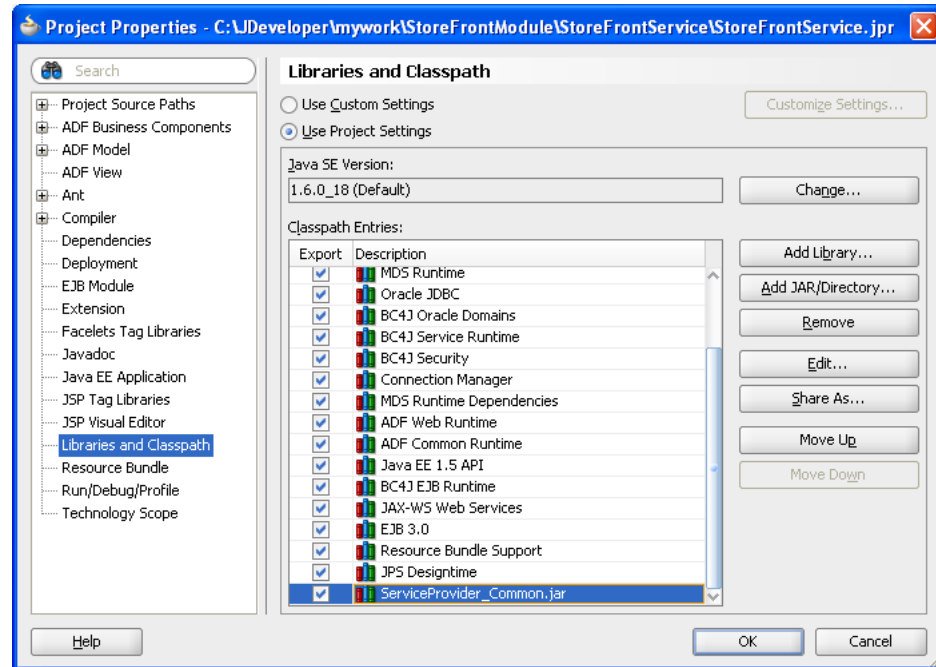 Project Properties - C:\JDeveloper\mywork\StoreFrontModule\StoreFrontService\StoreFrontService.jpr
Search
Project Source Paths
ADF Business Components
ADF Model
ADF View
Ant
Compiler
Dependencies
Deployment
EJB Module
Extension
Facelets Tag Libraries
Javadoc
Java EE Application
JSP Tag Libraries
JSP Visual Editor
Libraries and Classpath
Resource Bundle
Run/Debug/Profile
Technology Scope
Libraries and Classpath
Use Custom Settings
Customize Settings...
Use Project Settings
Java SE Version:
1.6.0_18 (Default)
Change...
Classpath Entries:
Export Description
MDS Runtime
Oracle JDBC
BC4J Oracle Domains
BC4J Service Runtime
BC4J Security
Connection Manager
MDS Runtime Dependencies
ADF Web Runtime
ADF Common Runtime
Java EE 1.5 API
BC4J EJB Runtime
JAX-WS Web Services
EJB 3.0
Resource Bundle Support
JPS Designtime
ServiceProvider_Common.jar
Add Library...
Add JAR/Directory...
Remove
Edit...
Share As...
Move Up
Move Down
Help
OK
Cancel